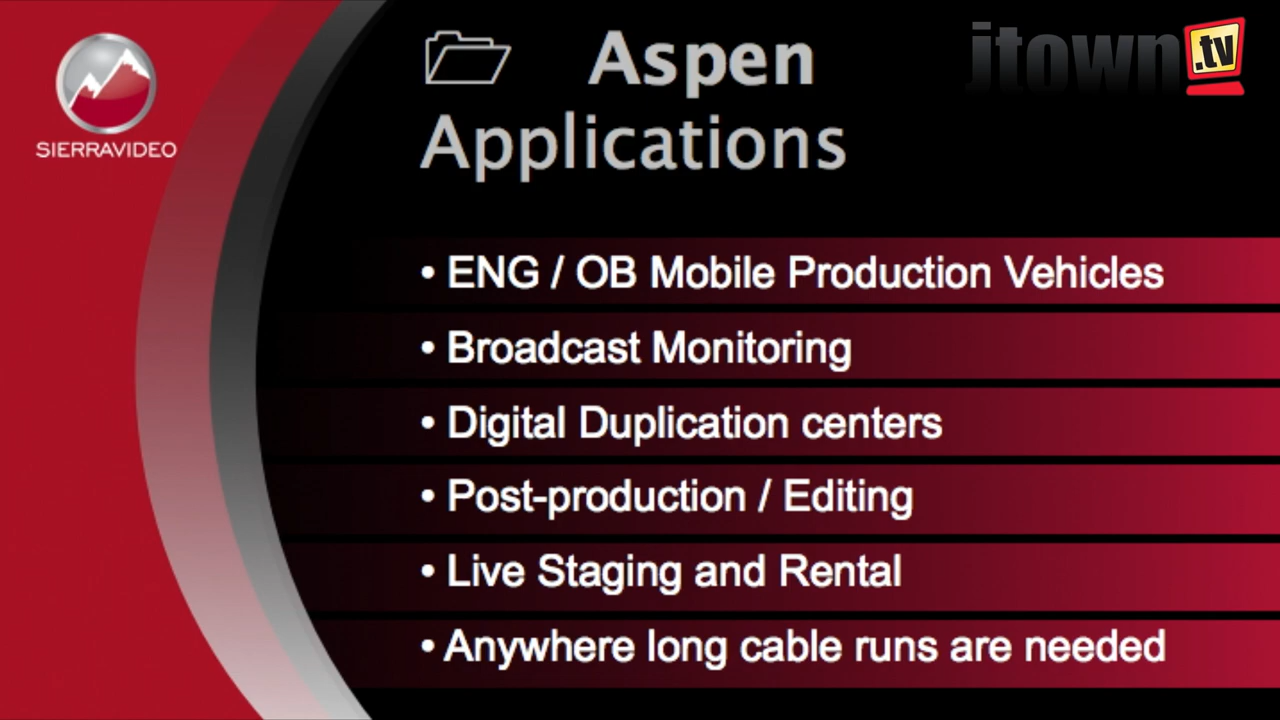 SIERRAVIDEO
Aspen
jtown.tv
Applications
• ENG / OB Mobile Production Vehicles
• Broadcast Monitoring
• Digital Duplication centers
• Post-production / Editing
• Live Staging and Rental
• Anywhere long cable runs are needed